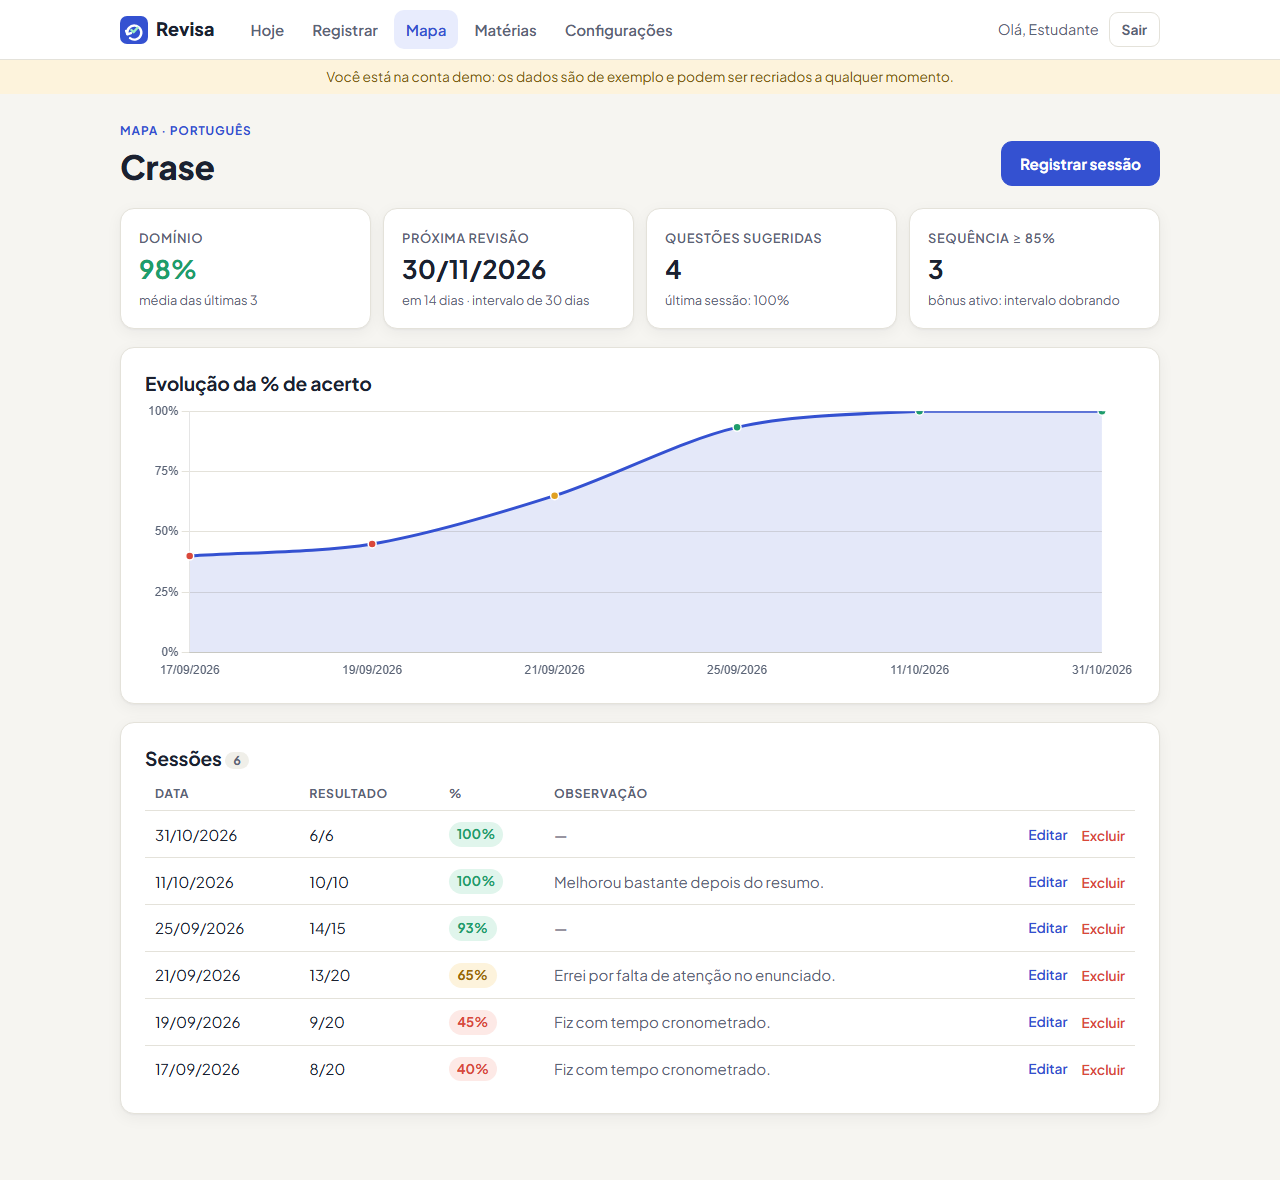 Revisa Hoje Registrar Mapa Matérias Configurações Olá, Estudante Sair
Você está na conta demo: os dados são de exemplo e podem ser recriados a qualquer momento.
MAPA · PORTUGUÊS
Crase
Registrar sessão
DOMÍNIO
98%
média das últimas 3
PRÓXIMA REVISÃO
30/11/2026
em 14 dias · intervalo de 30 dias
QUESTÕES SUGERIDAS
4
última sessão: 100%
SEQUÊNCIA ≥ 85%
3
bônus ativo: intervalo dobrando
Evolução da % de acerto
100%
75%
50%
25%
0%
17/09/2026 19/09/2026 21/09/2026 25/09/2026 11/10/2026 31/10/2026
Sessões 6
DATA RESULTADO % OBSERVAÇÃO
31/10/2026 6/6 100% — Editar Excluir
11/10/2026 10/10 100% Melhorou bastante depois do resumo. Editar Excluir
25/09/2026 14/15 93% — Editar Excluir
21/09/2026 13/20 65% Errei por falta de atenção no enunciado. Editar Excluir
19/09/2026 9/20 45% Fiz com tempo cronometrado. Editar Excluir
17/09/2026 8/20 40% Fiz com tempo cronometrado. Editar Excluir